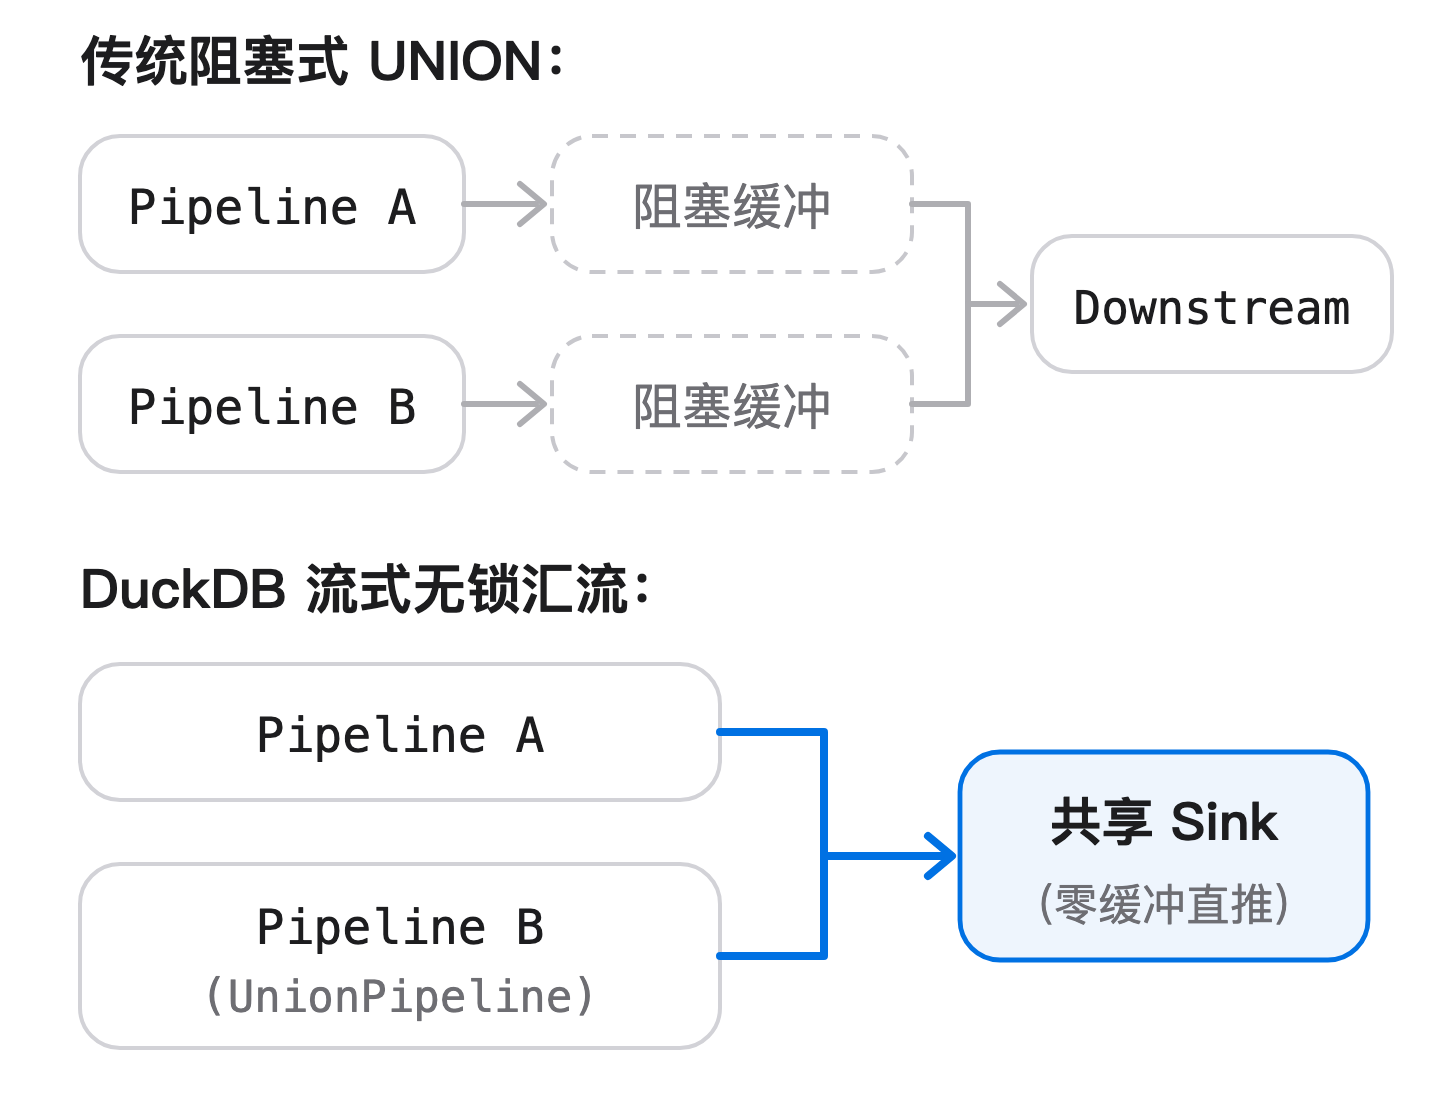 传统阻塞式 UNION：
Pipeline A
阻塞缓冲
Pipeline B
阻塞缓冲
Downstream
DuckDB 流式无锁汇流：
Pipeline A
Pipeline B
(UnionPipeline)
共享 Sink
(零缓冲直推)